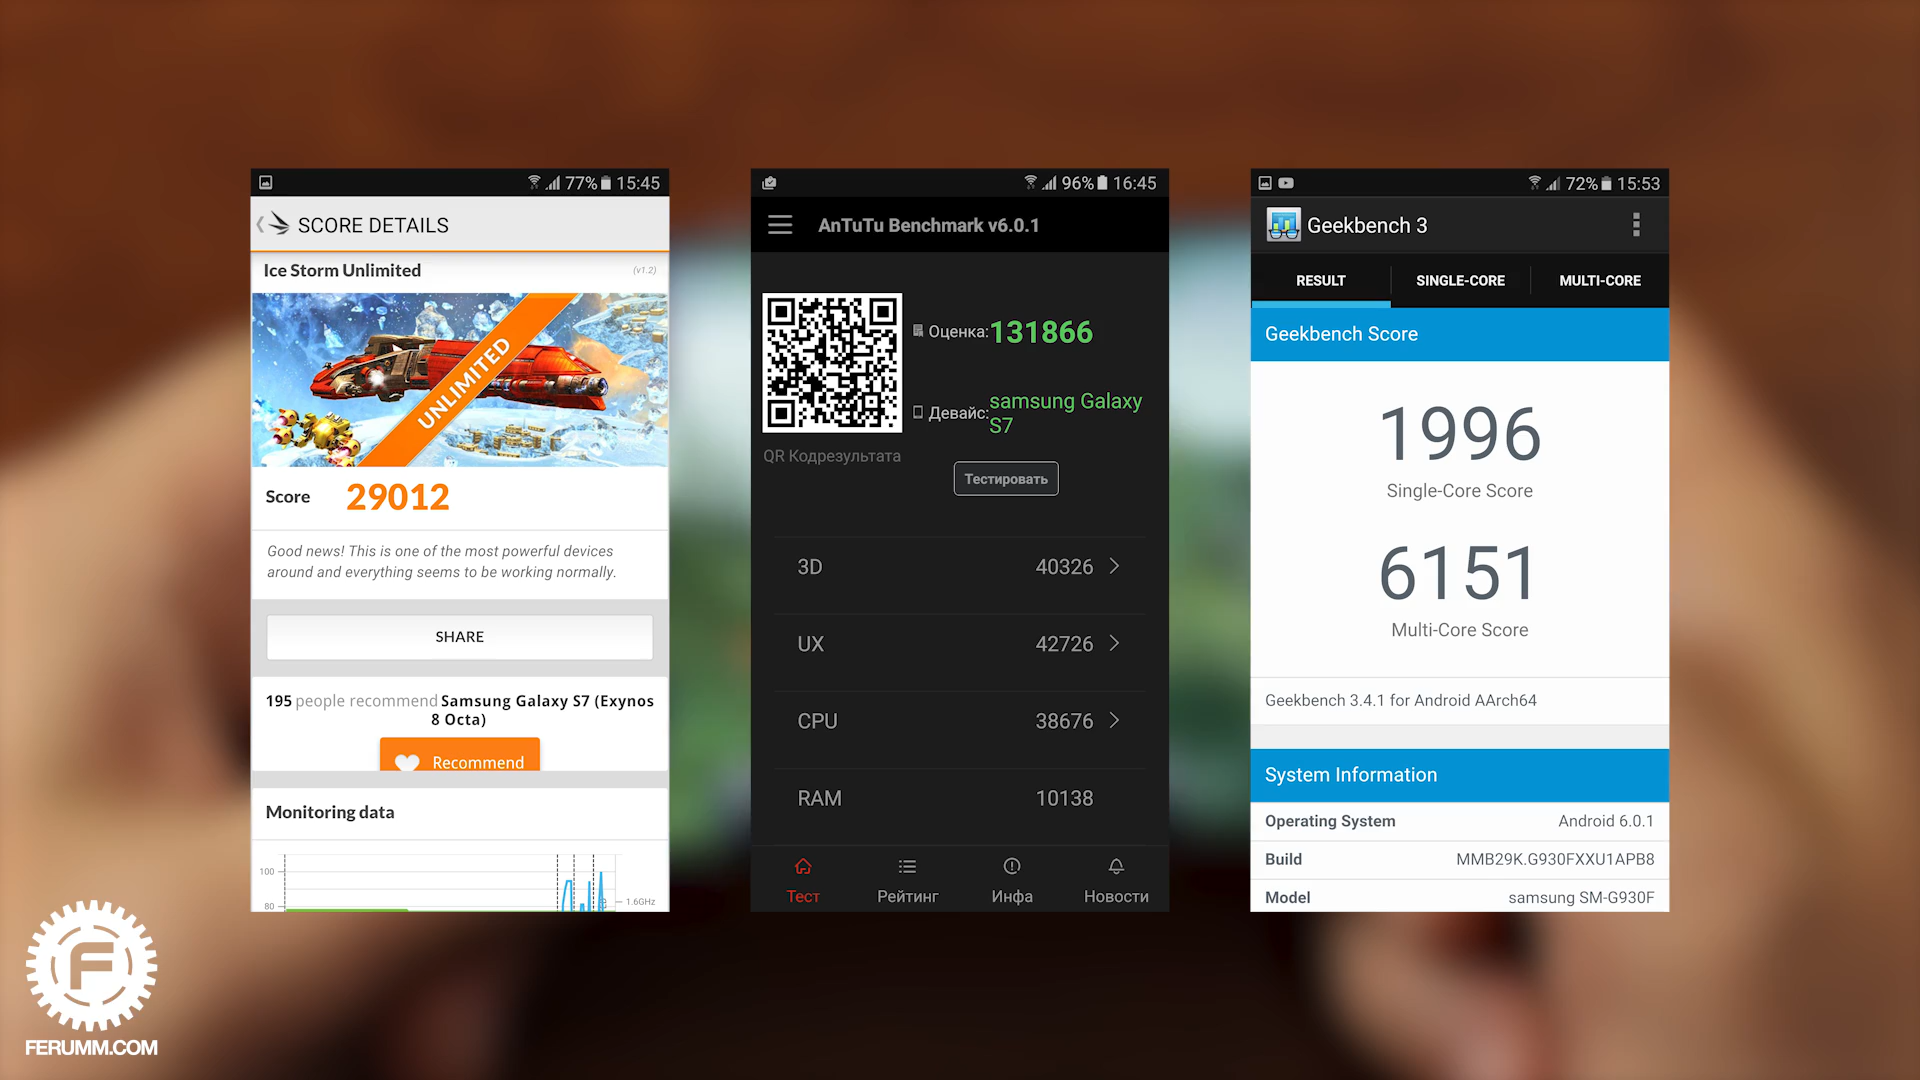 77% 15:45
SCORE DETAILS
Ice Storm Unlimited (v1.2)
UNLIMITED
Score 29012
Good news! This is one of the most powerful devices
around and everything seems to be working normally.
SHARE
195 people recommend Samsung Galaxy S7 (Exynos
8 Octa)
Recommend
Monitoring data
100
80
1.6GHz
96% 16:45
AnTuTu Benchmark v6.0.1
Оценка: 131866
Девайс: samsung Galaxy
S7
QR Кодрезультата
Тестировать
3D 40326
UX 42726
CPU 38676
RAM 10138
Тест Рейтинг Инфа Новости
72% 15:53
Geekbench 3
RESULT SINGLE-CORE MULTI-CORE
Geekbench Score
1996
Single-Core Score
6151
Multi-Core Score
Geekbench 3.4.1 for Android AArch64
System Information
Operating System Android 6.0.1
Build MMB29K.G930FXXU1APB8
Model samsung SM-G930F
F
FERUMM.COM